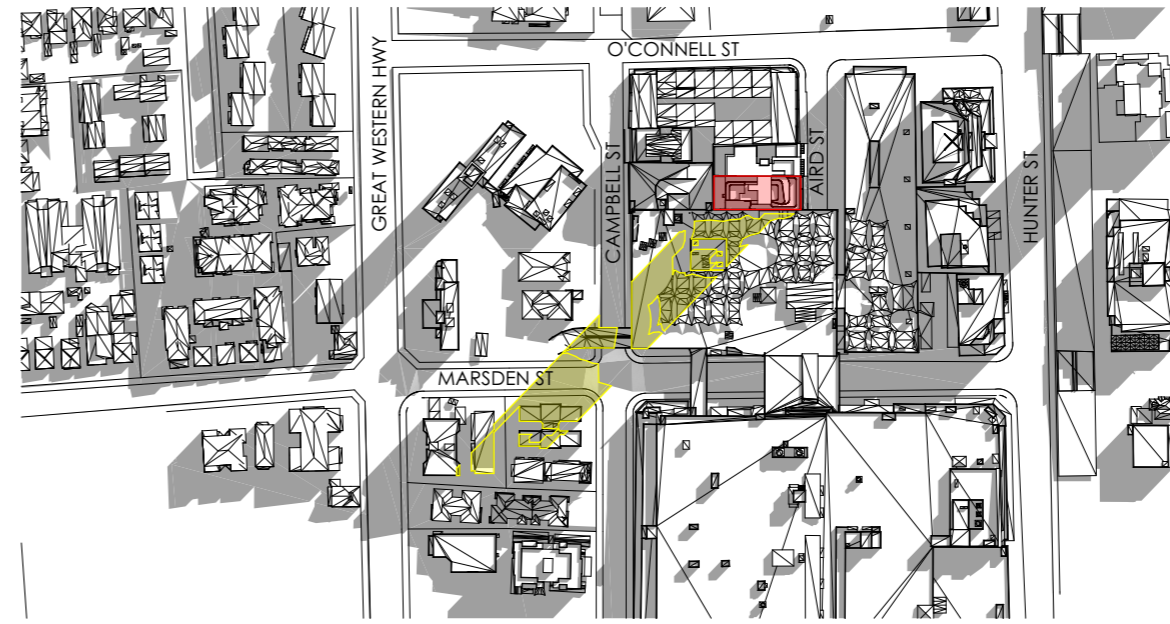 O'CONNELL ST
GREAT WESTERN HWY
CAMPBELL ST
AIRD ST
HUNTER ST
MARSDEN ST